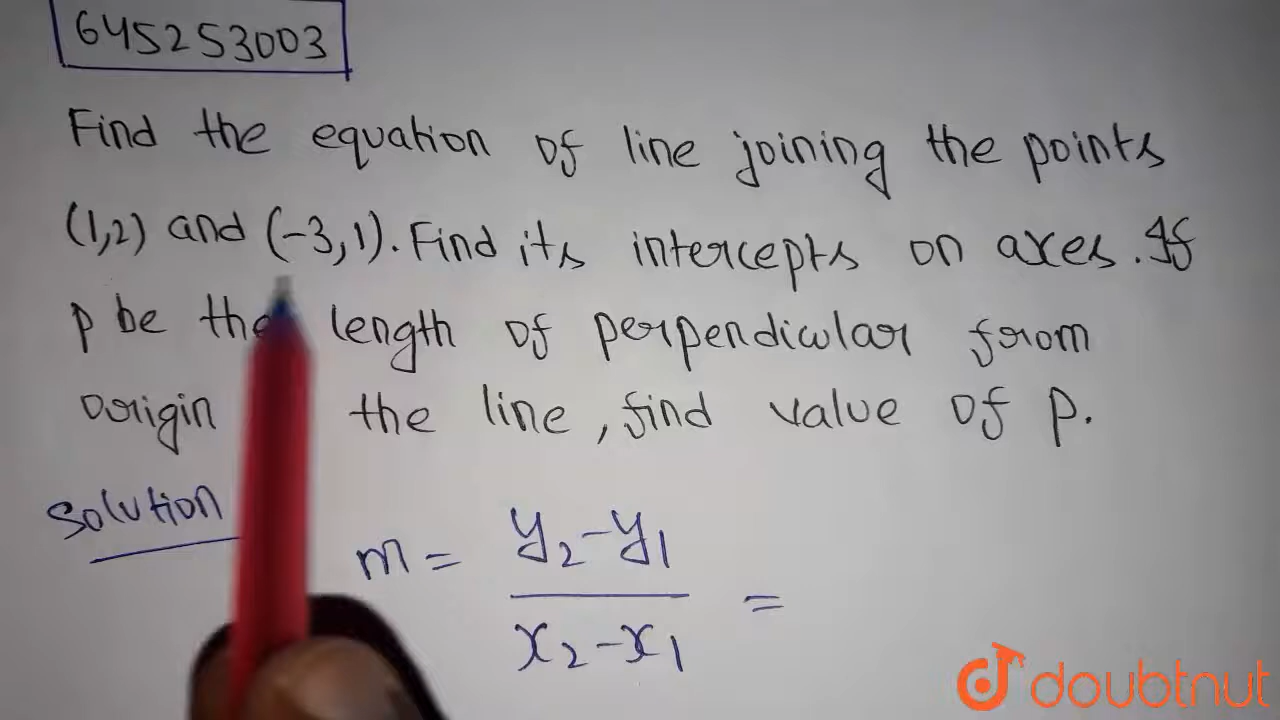 645253003
Find the equation of line joining the points
(1,2) and (-3,1). Find its intercepts on axes. If
p be the length of perpendicular from
origin the line, find value of p.
Solution
m = y₂-y₁ / x₂-x₁ =
doubtnut